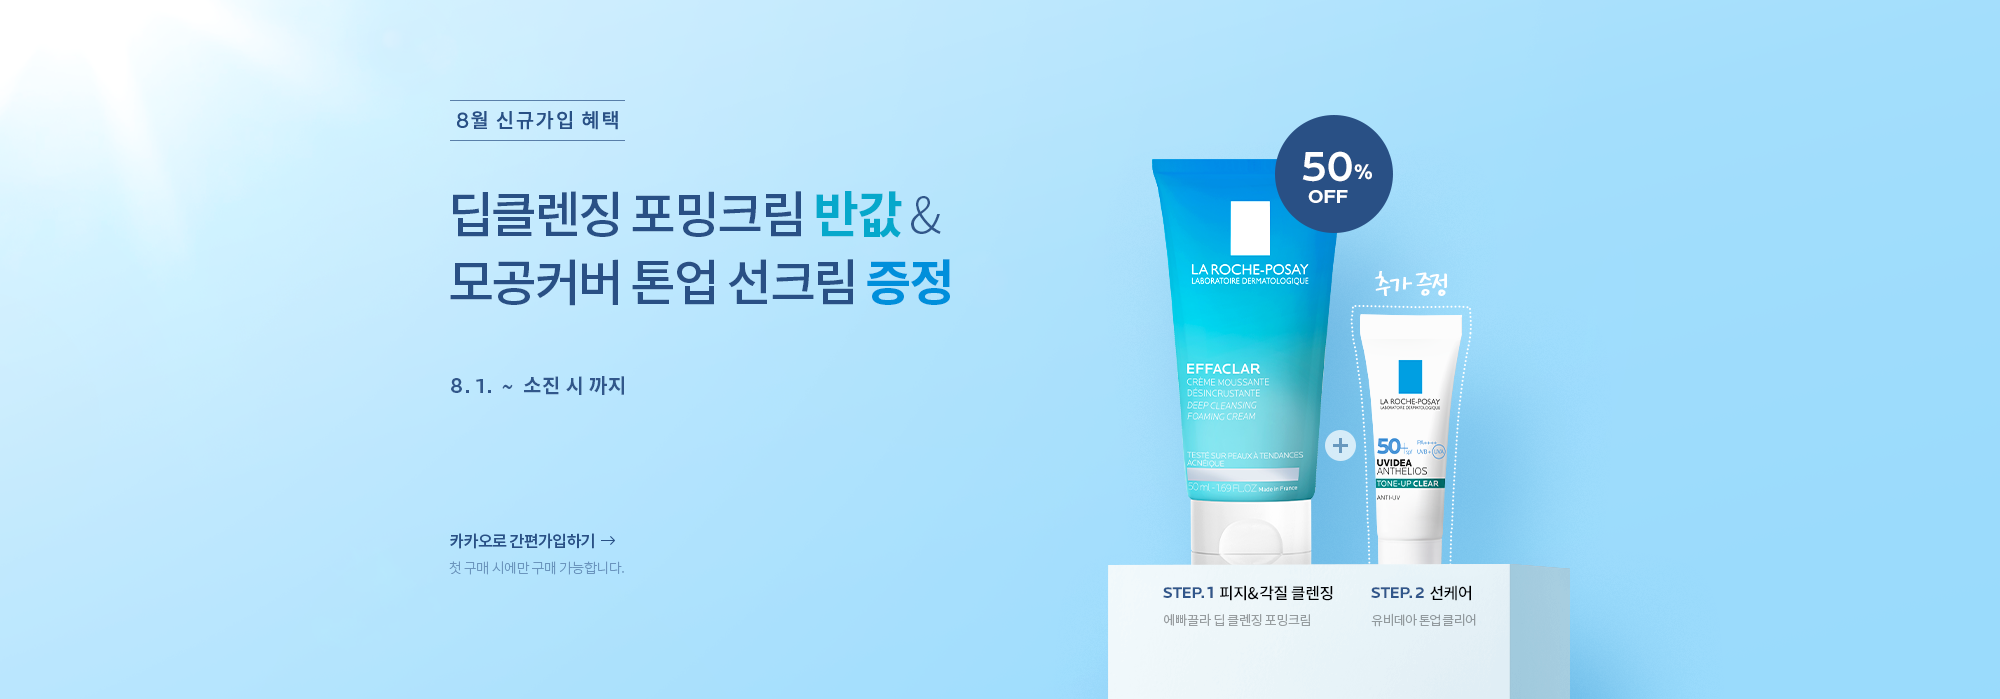 8월 신규가입 혜택
딥클렌징 포밍크림 반값 &
모공커버 톤업 선크림 증정
8. 1. ~ 소진 시 까지
카카오로 간편가입하기 →
첫 구매 시에만 구매 가능합니다.
50%
OFF
LA ROCHE-POSAY
LABORATOIRE DERMATOLOGIQUE
EFFACLAR
CRÈME MOUSSANTE
DÉSINCRUSTANTE
DEEP CLEANSING
FOAMING CREAM
TESTÉ SUR PEAUX À TENDANCES
ACNÉIQUE
50 ml - 1.69 FL.OZ Made in France
+
추가 증정
LA ROCHE-POSAY
LABORATOIRE DERMATOLOGIQUE
50+
PA++++
UVB + UVA
UVIDEA
ANTHELIOS
TONE-UP CLEAR
ANTI-UV
STEP. 1 피지&각질 클렌징
에빠끌라 딥 클렌징 포밍크림
STEP. 2 선케어
유비데아 톤업 클리어